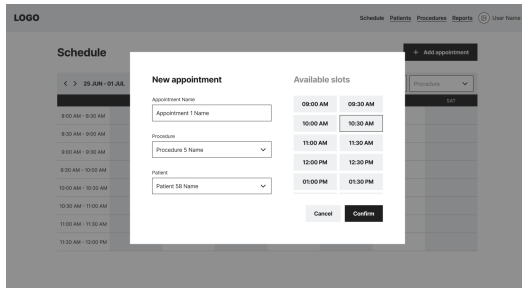 LOGO
Schedule Patients Procedures Reports User Name
Schedule
+ Add appointment
< > 25 JUN - 01 JUL
Procedure
SAT
8:00 AM - 8:30 AM
8:30 AM - 9:00 AM
9:00 AM - 9:30 AM
9:30 AM - 10:00 AM
10:00 AM - 10:30 AM
10:30 AM - 11:00 AM
11:00 AM - 11:30 AM
11:30 AM - 12:00 PM
New appointment
Appointment Name
Appointment 1 Name
Procedure
Procedure 5 Name
Patient
Patient 58 Name
Available slots
09:00 AM 09:30 AM
10:00 AM 10:30 AM
11:00 AM 11:30 AM
12:00 PM 12:30 PM
01:00 PM 01:30 PM
Cancel Confirm